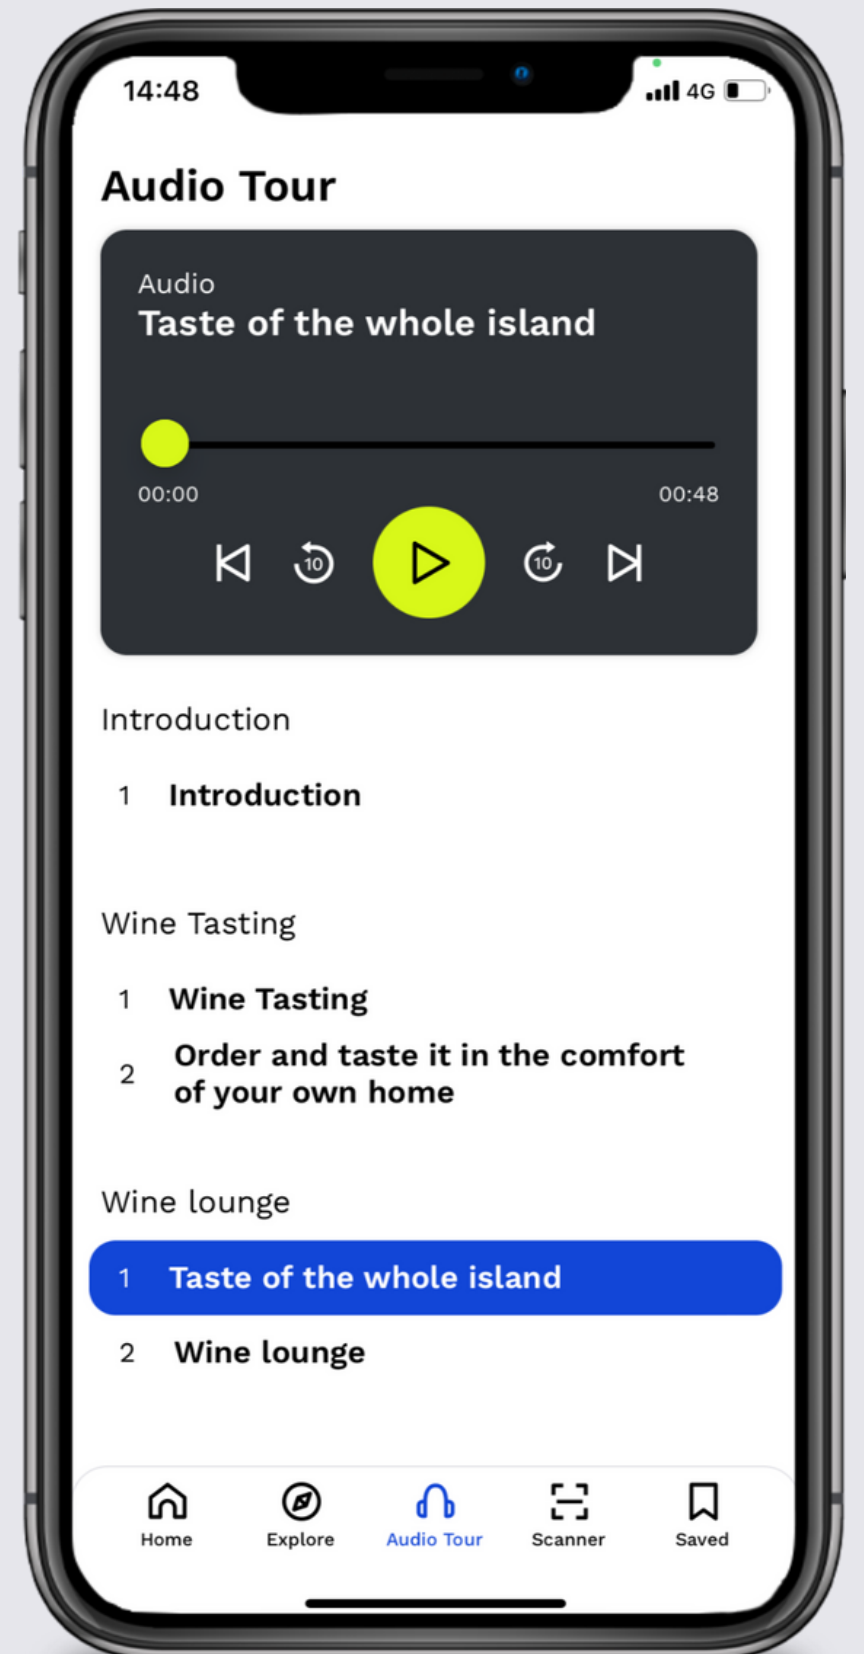 14:48
4G
Audio Tour
Audio
Taste of the whole island
00:00
00:48
10
10
Introduction
1 Introduction
Wine Tasting
1 Wine Tasting
2 Order and taste it in the comfort
of your own home
Wine lounge
1 Taste of the whole island
2 Wine lounge
Home
Explore
Audio Tour
Scanner
Saved